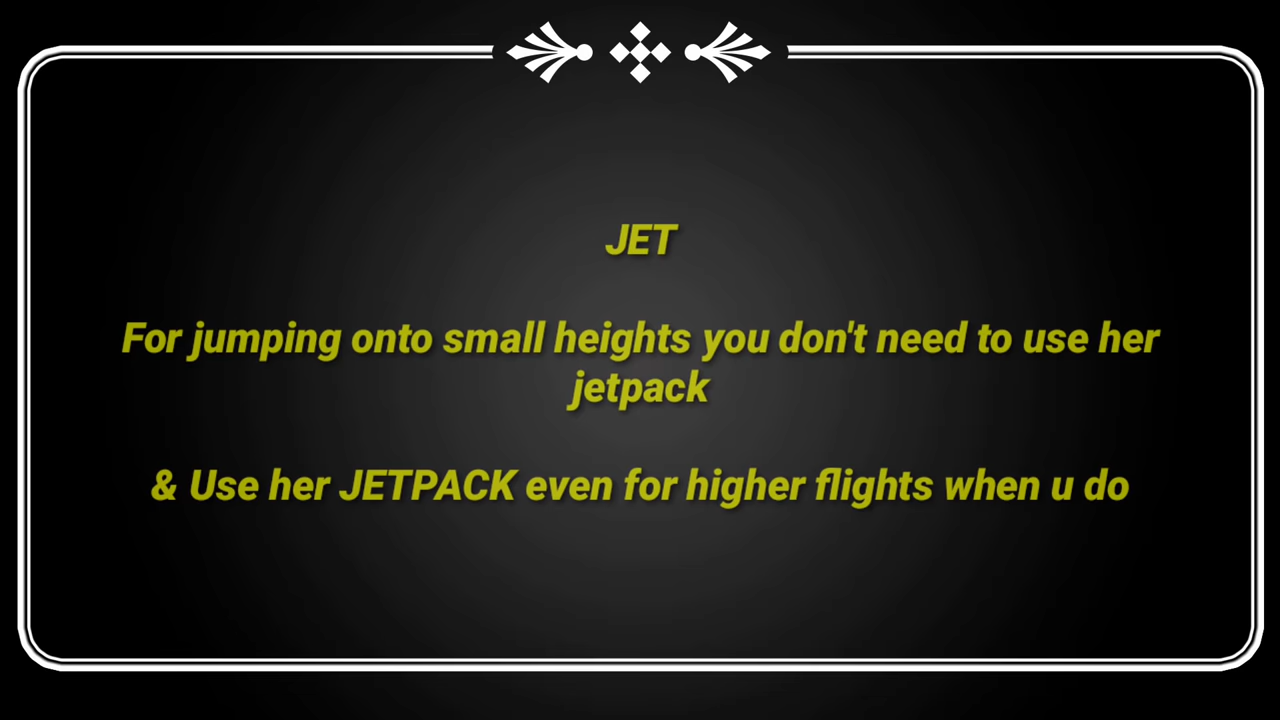 JET
For jumping onto small heights you don't need to use her
jetpack
& Use her JETPACK even for higher flights when u do